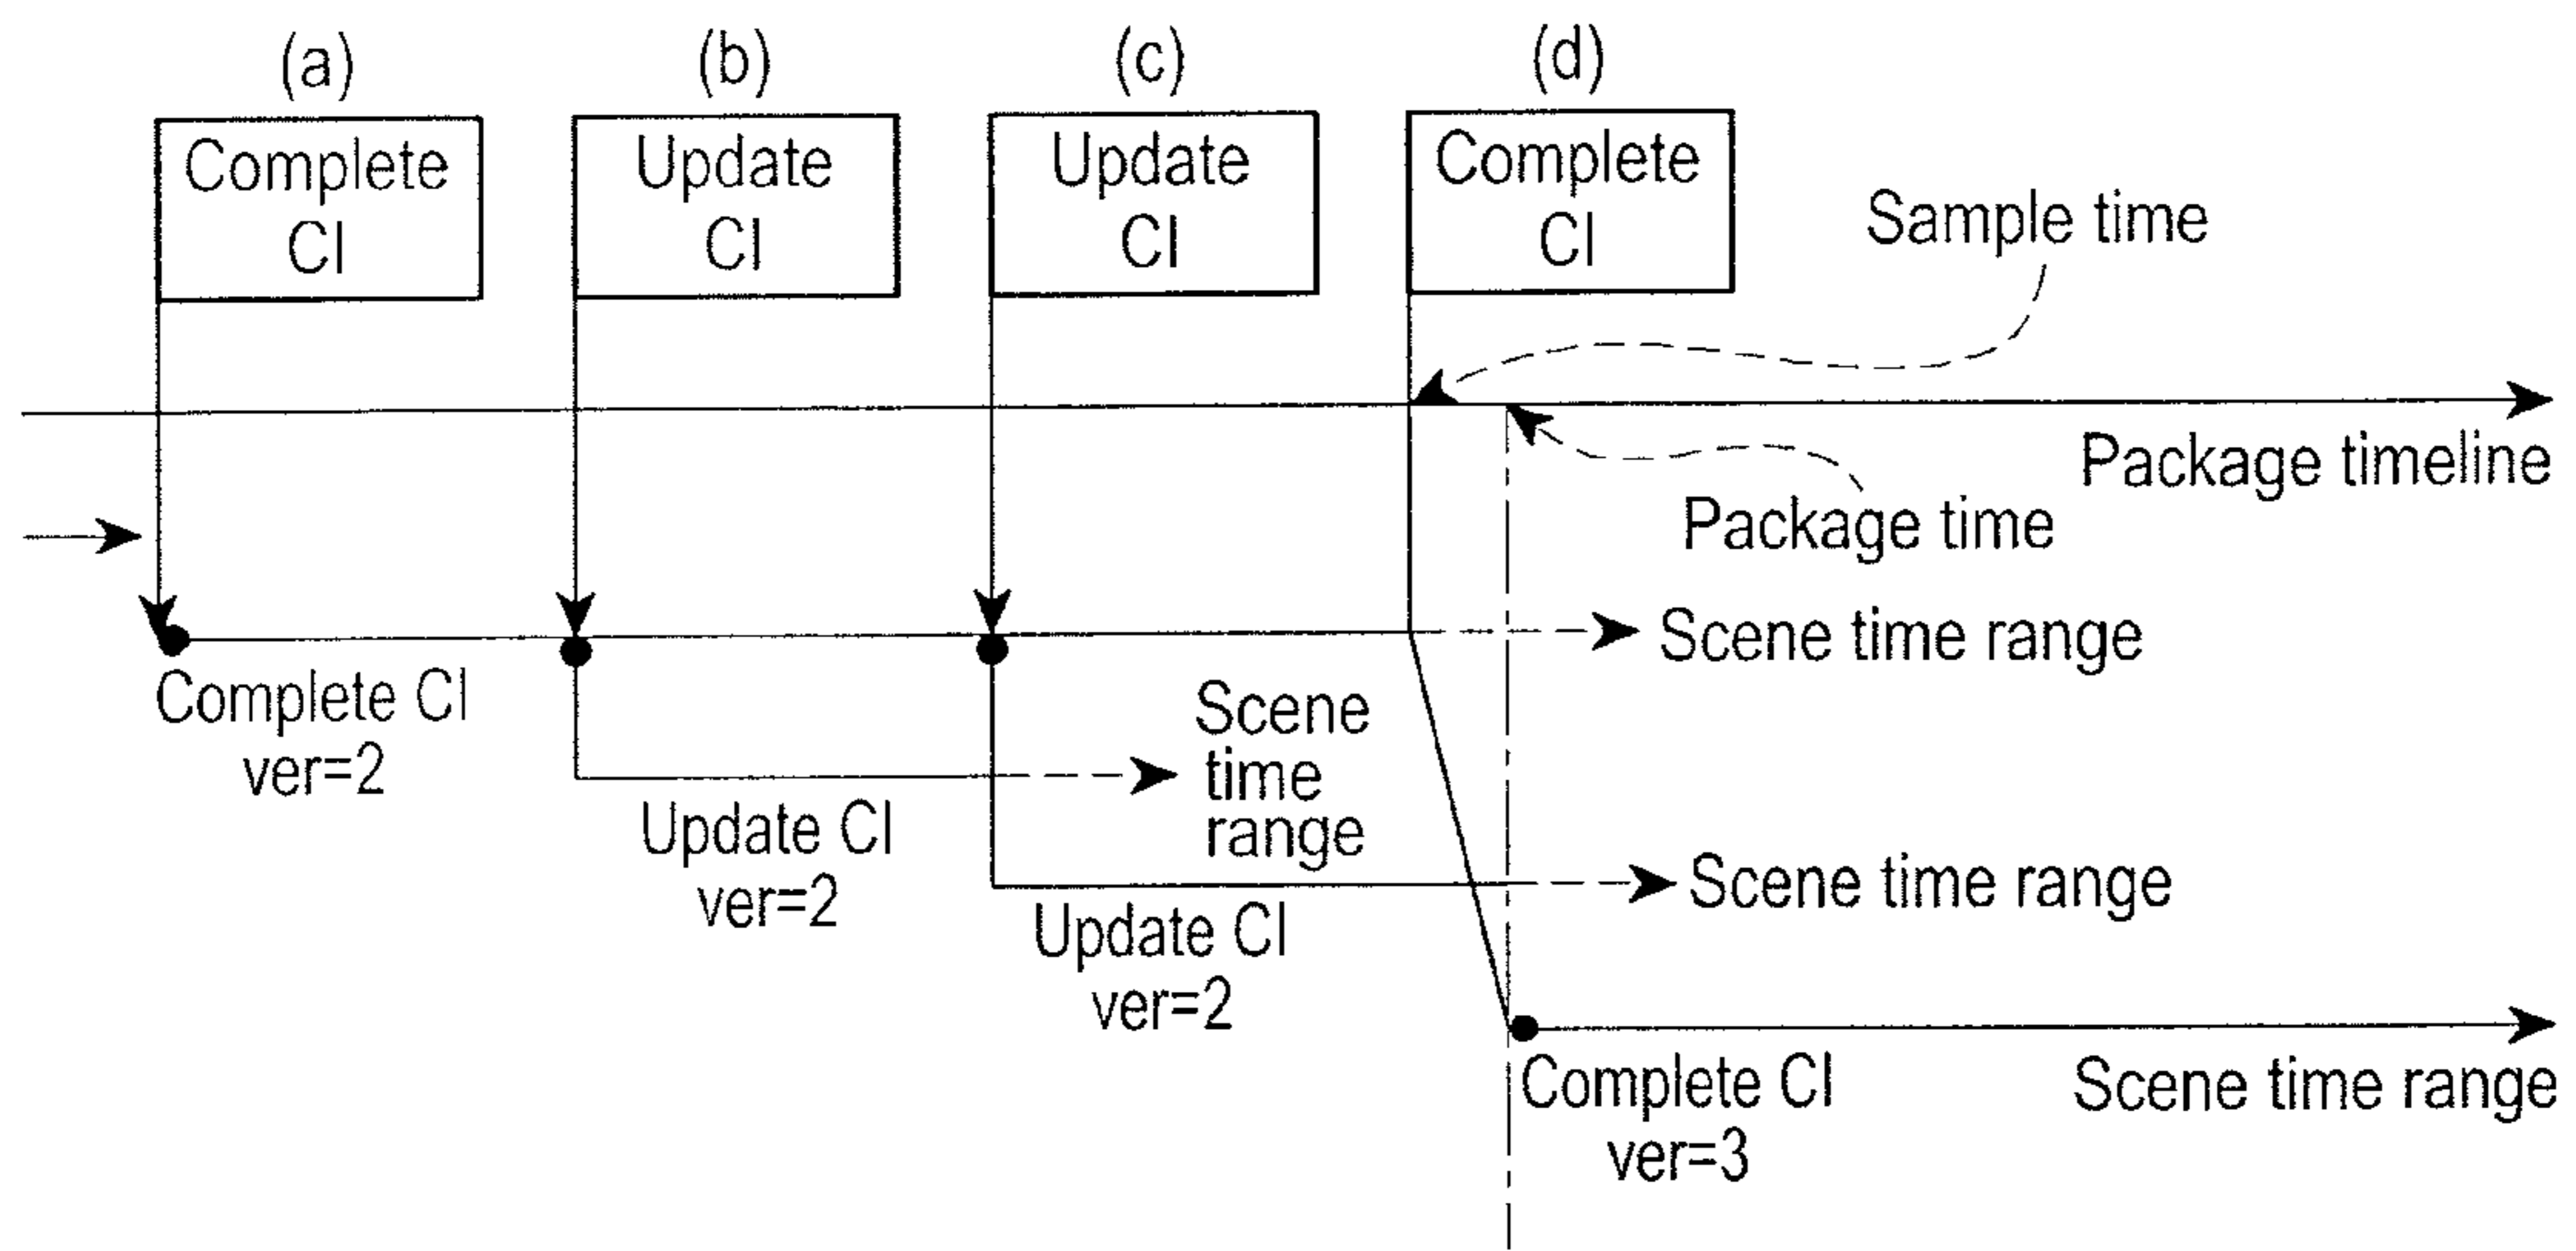 (a)
(b)
(c)
(d)
Complete
CI
Update
CI
Update
CI
Complete
CI
Sample time
Package timeline
Package time
Scene time range
Complete CI
ver=2
Scene
time
range
Update CI
ver=2
Scene time range
Update CI
ver=2
Complete CI
ver=3
Scene time range